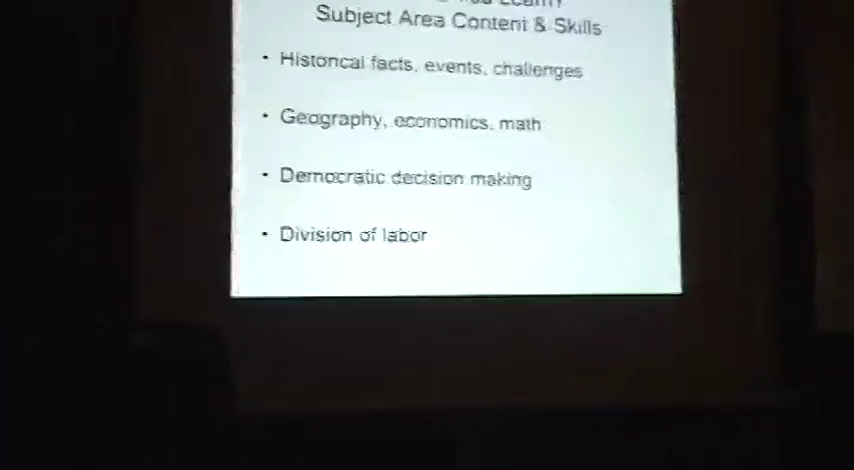 Subject Area Content & Skills
• Historical facts, events, challenges
• Geography, economics, math
• Democratic decision making
• Division of labor